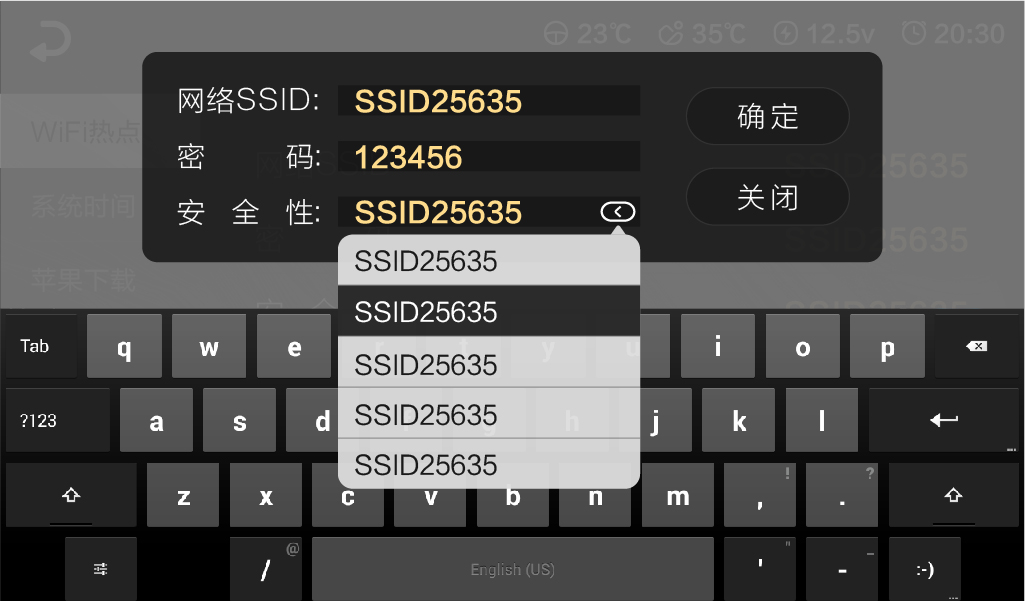 23℃ 35℃ 12.5v 20:30
网络SSID: SSID25635
确定
WiFi热点
密 码: 123456
25635
安全性: SSID25635
关闭
系统时间
25635
SSID25635
苹果下载
SSID25635
SSID25635
SSID25635
SSID25635
Tab q w e r t y u i o p
?123 a s d g h j k l
z x c v b n m , ! . ?
/ @ English (US) ' " - _ :-) ...